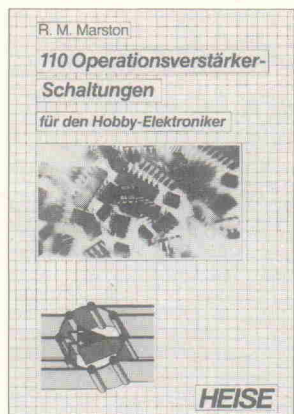 R. M. Marston
110 Operationsverstärker-
Schaltungen
für den Hobby-Elektroniker
HEISE